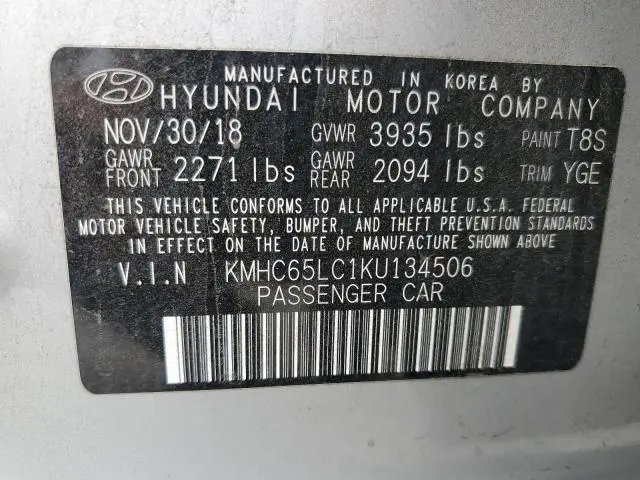 MANUFACTURED IN KOREA BY
HYUNDAI MOTOR COMPANY
NOV/30/18 GVWR 3935 lbs PAINT T8S
GAWR FRONT 2271 lbs GAWR REAR 2094 lbs TRIM YGE
THIS VEHICLE CONFORMS TO ALL APPLICABLE U.S.A. FEDERAL
MOTOR VEHICLE SAFETY, BUMPER, AND THEFT PREVENTION STANDARDS
IN EFFECT ON THE DATE OF MANUFACTURE SHOWN ABOVE
V.I.N KMHC65LC1KU134506
PASSENGER CAR